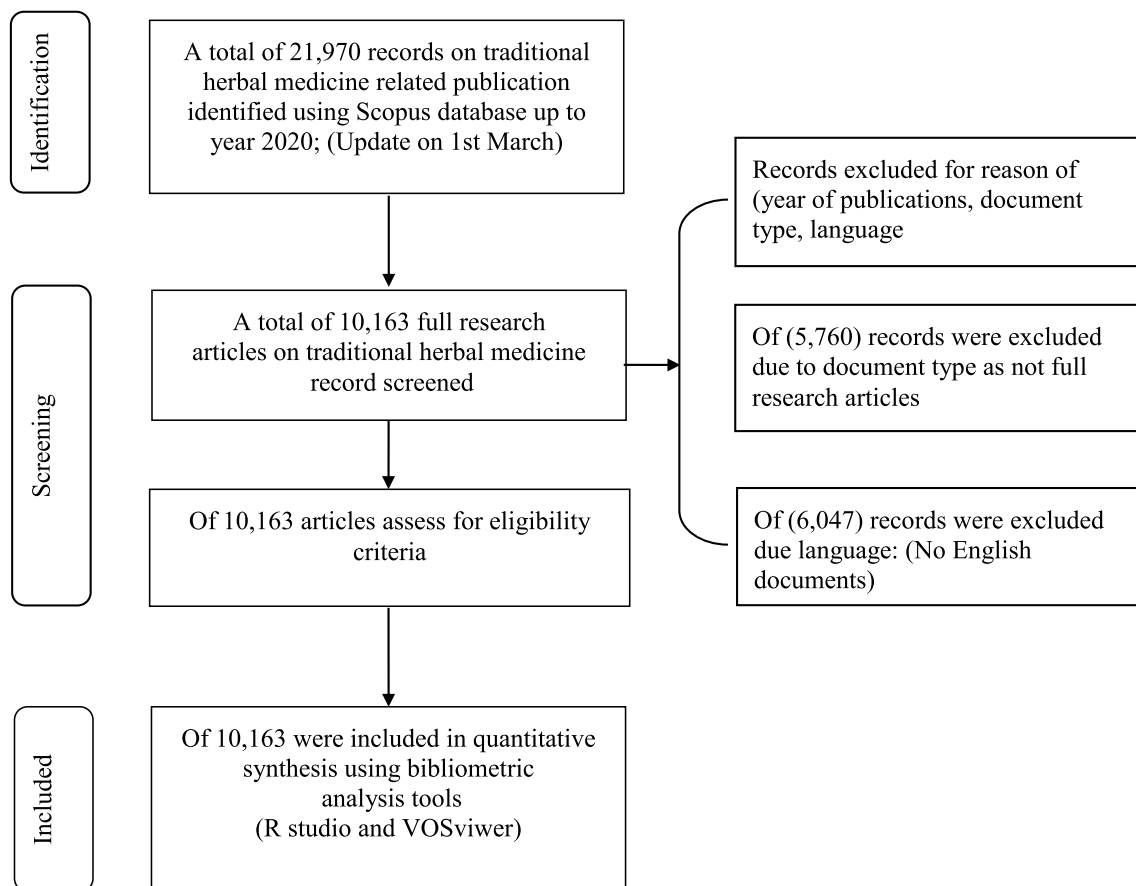 Identification
A total of 21,970 records on traditional
herbal medicine related publication
identified using Scopus database up to
year 2020; (Update on 1st March)
Records excluded for reason of
(year of publications, document
type, language
Screening
A total of 10,163 full research
articles on traditional herbal medicine
record screened
Of (5,760) records were excluded
due to document type as not full
research articles
Of 10,163 articles assess for eligibility
criteria
Of (6,047) records were excluded
due language: (No English
documents)
Included
Of 10,163 were included in quantitative
synthesis using bibliometric
analysis tools
(R studio and VOSviwer)